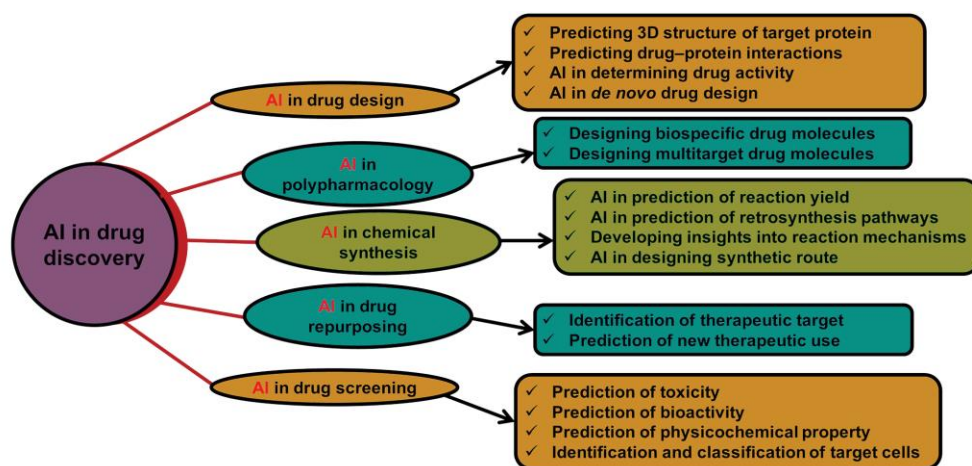 AI in drug
discovery
AI in drug design
✓ Predicting 3D structure of target protein
✓ Predicting drug–protein interactions
✓ AI in determining drug activity
✓ AI in de novo drug design
AI in
polypharmacology
✓ Designing biospecific drug molecules
✓ Designing multitarget drug molecules
AI in chemical
synthesis
✓ AI in prediction of reaction yield
✓ AI in prediction of retrosynthesis pathways
✓ Developing insights into reaction mechanisms
✓ AI in designing synthetic route
AI in drug
repurposing
✓ Identification of therapeutic target
✓ Prediction of new therapeutic use
AI in drug screening
✓ Prediction of toxicity
✓ Prediction of bioactivity
✓ Prediction of physicochemical property
✓ Identification and classification of target cells